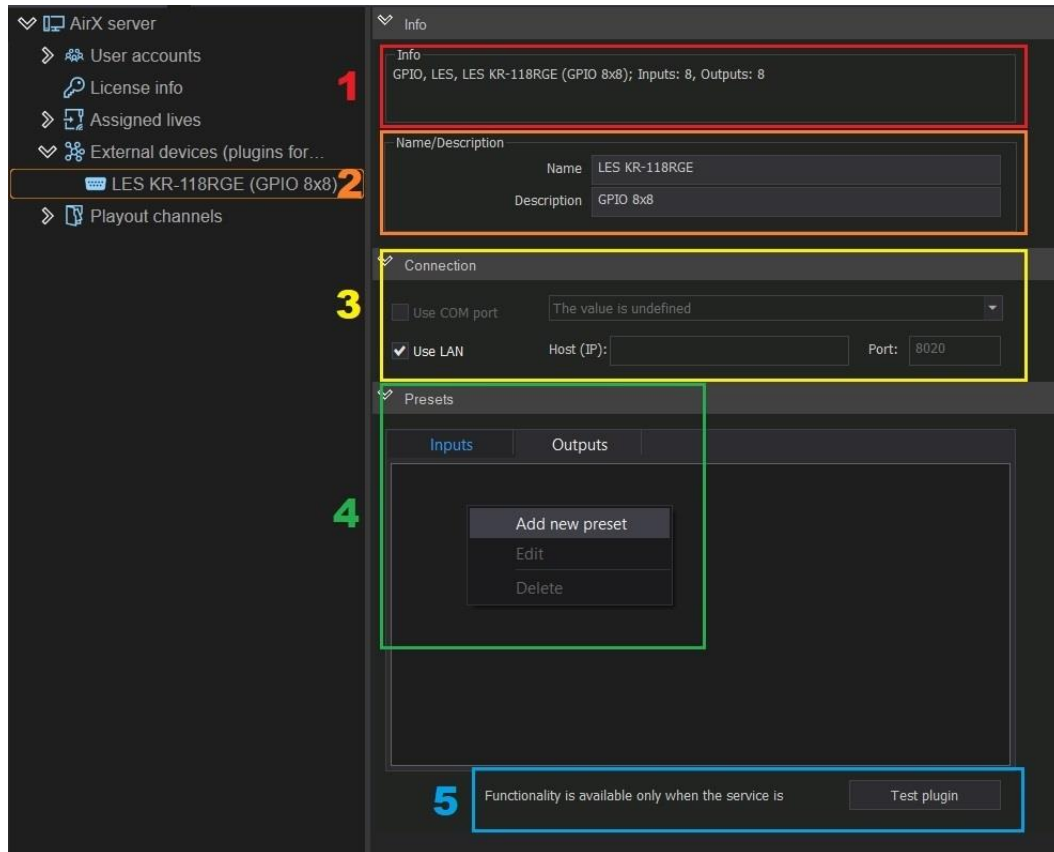 AirX server
User accounts
License info
Assigned lives
External devices (plugins for...
LES KR-118RGE (GPIO 8x8)
Playout channels
1
2
3
4
5
Info
Info
GPIO, LES, LES KR-118RGE (GPIO 8x8); Inputs: 8, Outputs: 8
Name/Description
Name LES KR-118RGE
Description GPIO 8x8
Connection
Use COM port The value is undefined
Use LAN Host (IP): Port: 8020
Presets
Inputs Outputs
Add new preset
Edit
Delete
Functionality is available only when the service is Test plugin